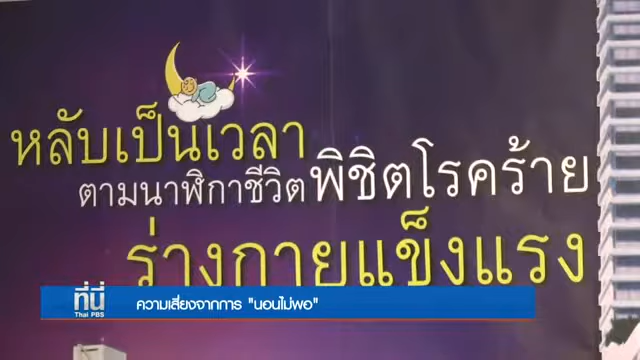 หลับเป็นเวลา
ตามนาฬิกาชีวิต พิชิตโรคร้าย
ร่างกายแข็งแรง
ที่นี่
Thai PBS
ความเสี่ยงจากการ "นอนไม่พอ"